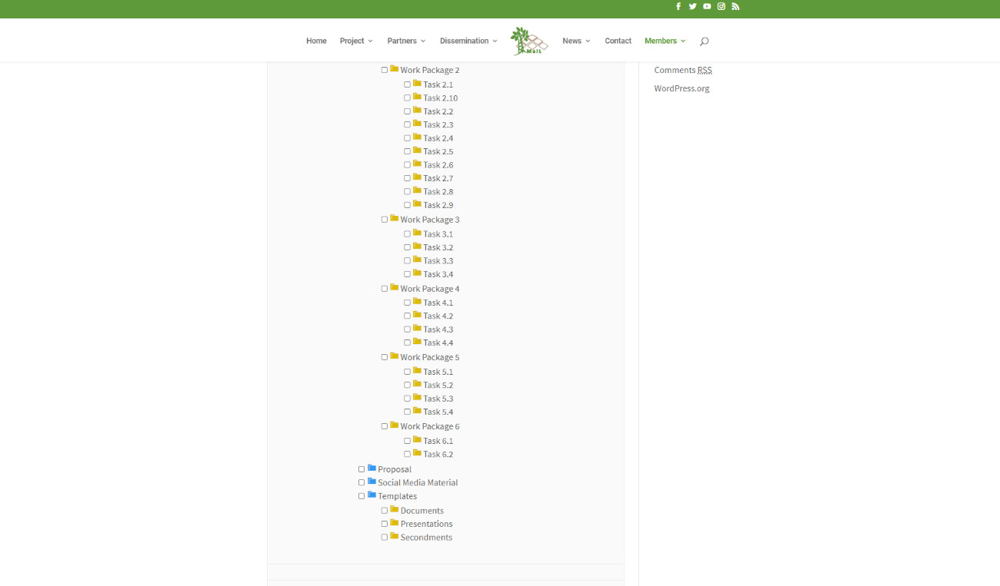 Home Project Partners Dissemination MaIL News Contact Members
Work Package 2
Task 2.1
Task 2.10
Task 2.2
Task 2.3
Task 2.4
Task 2.5
Task 2.6
Task 2.7
Task 2.8
Task 2.9
Work Package 3
Task 3.1
Task 3.2
Task 3.3
Task 3.4
Work Package 4
Task 4.1
Task 4.2
Task 4.3
Task 4.4
Work Package 5
Task 5.1
Task 5.2
Task 5.3
Task 5.4
Work Package 6
Task 6.1
Task 6.2
Proposal
Social Media Material
Templates
Documents
Presentations
Secondments
Comments RSS
WordPress.org